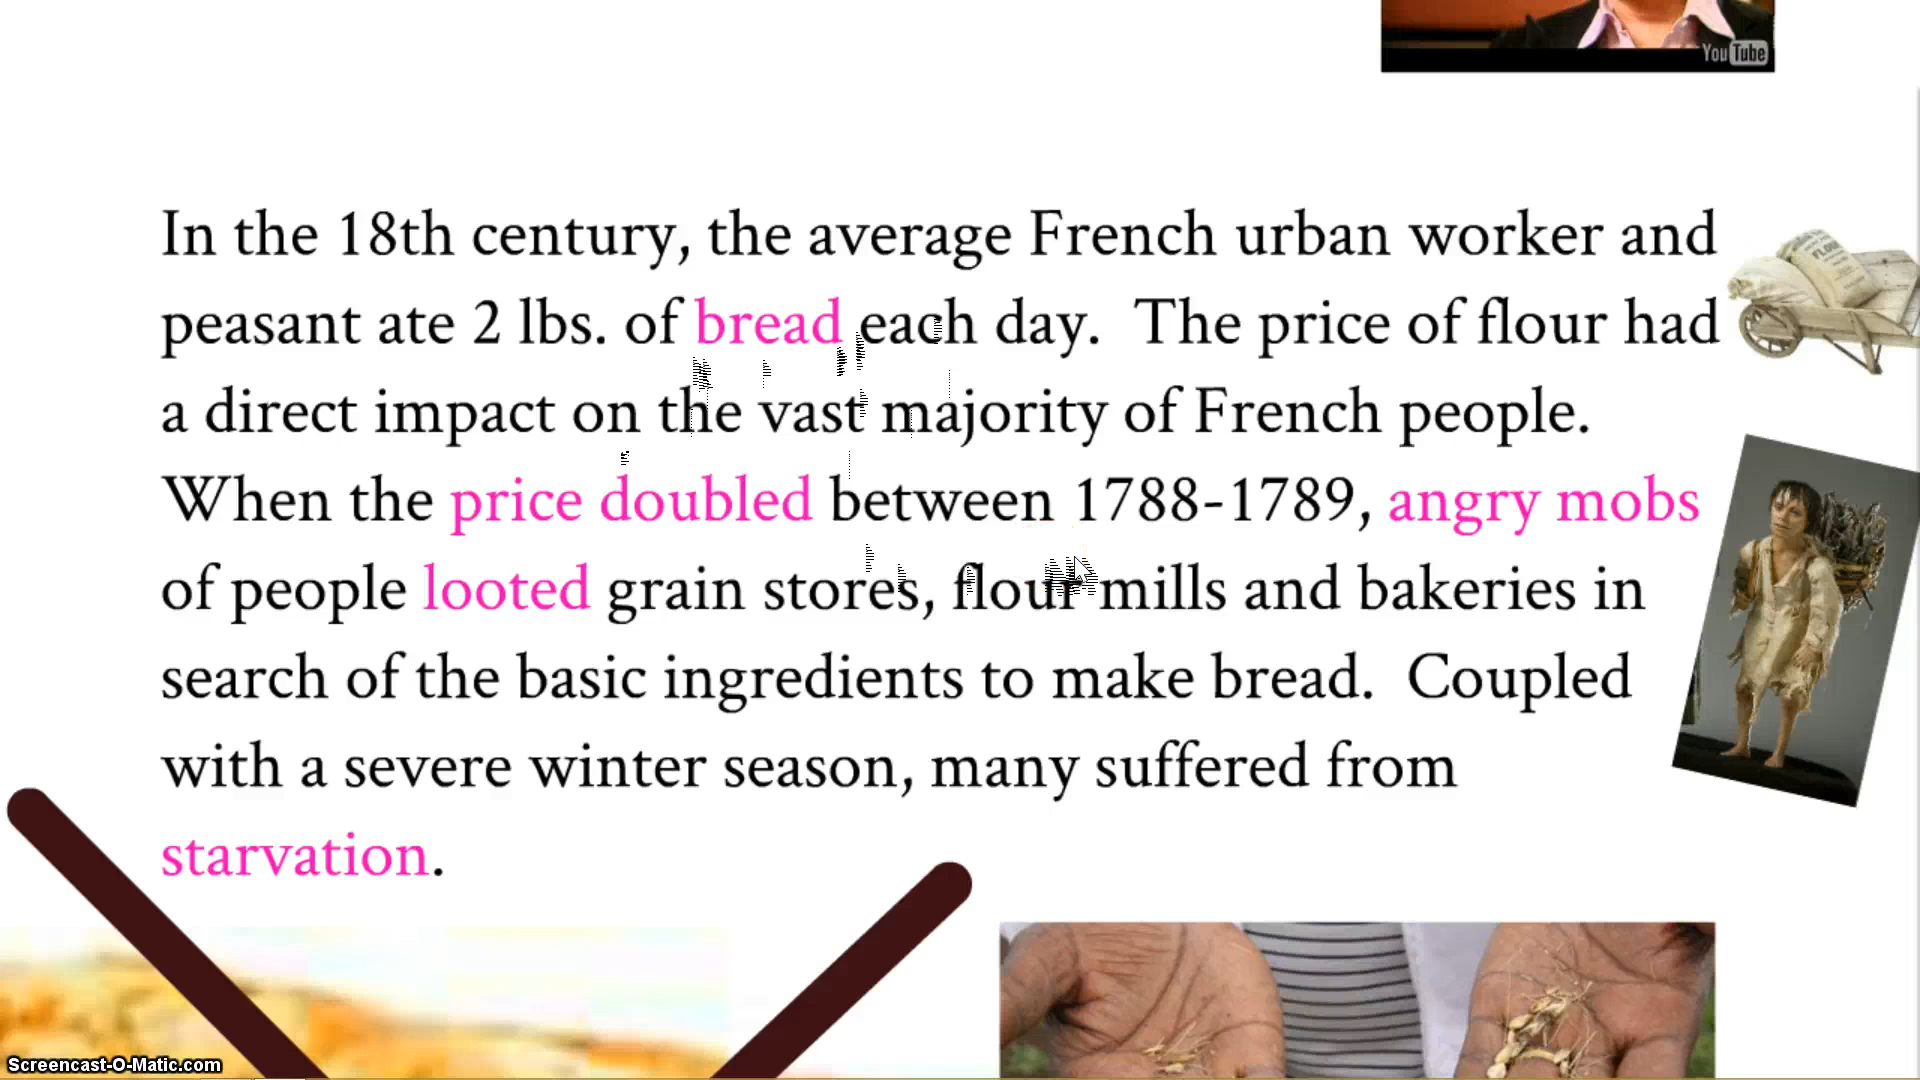 YouTube
In the 18th century, the average French urban worker and
peasant ate 2 lbs. of bread each day. The price of flour had
a direct impact on the vast majority of French people.
When the price doubled between 1788-1789, angry mobs
of people looted grain stores, flour mills and bakeries in
search of the basic ingredients to make bread. Coupled
with a severe winter season, many suffered from
starvation.
FLOUR
Screencast-O-Matic.com